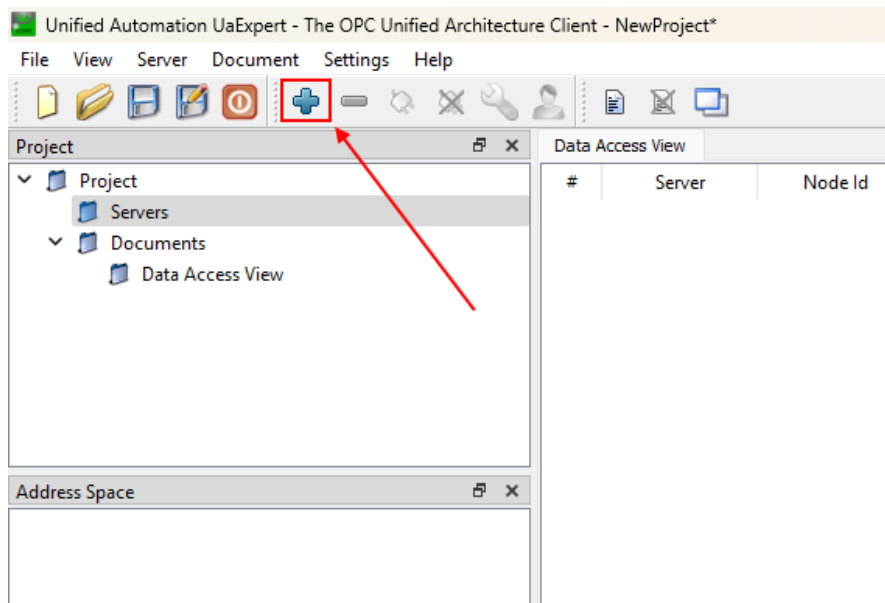 Unified Automation UaExpert - The OPC Unified Architecture Client - NewProject*
File View Server Document Settings Help
Project
Data Access View
# Server Node Id
Project
Servers
Documents
Data Access View
Address Space